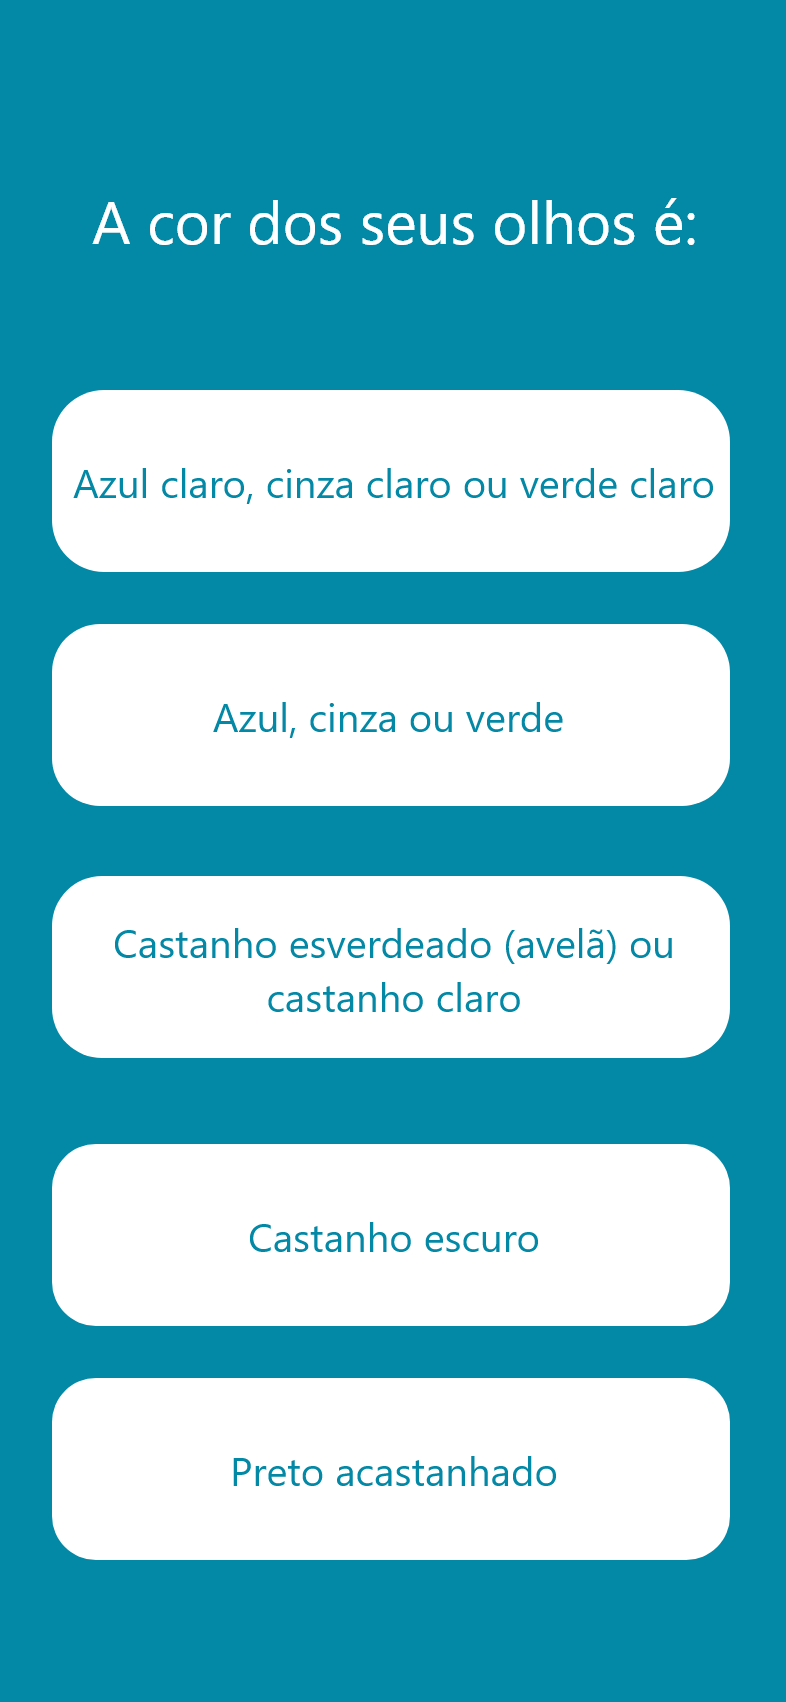 A cor dos seus olhos é:
Azul claro, cinza claro ou verde claro
Azul, cinza ou verde
Castanho esverdeado (avelã) ou
castanho claro
Castanho escuro
Preto acastanhado